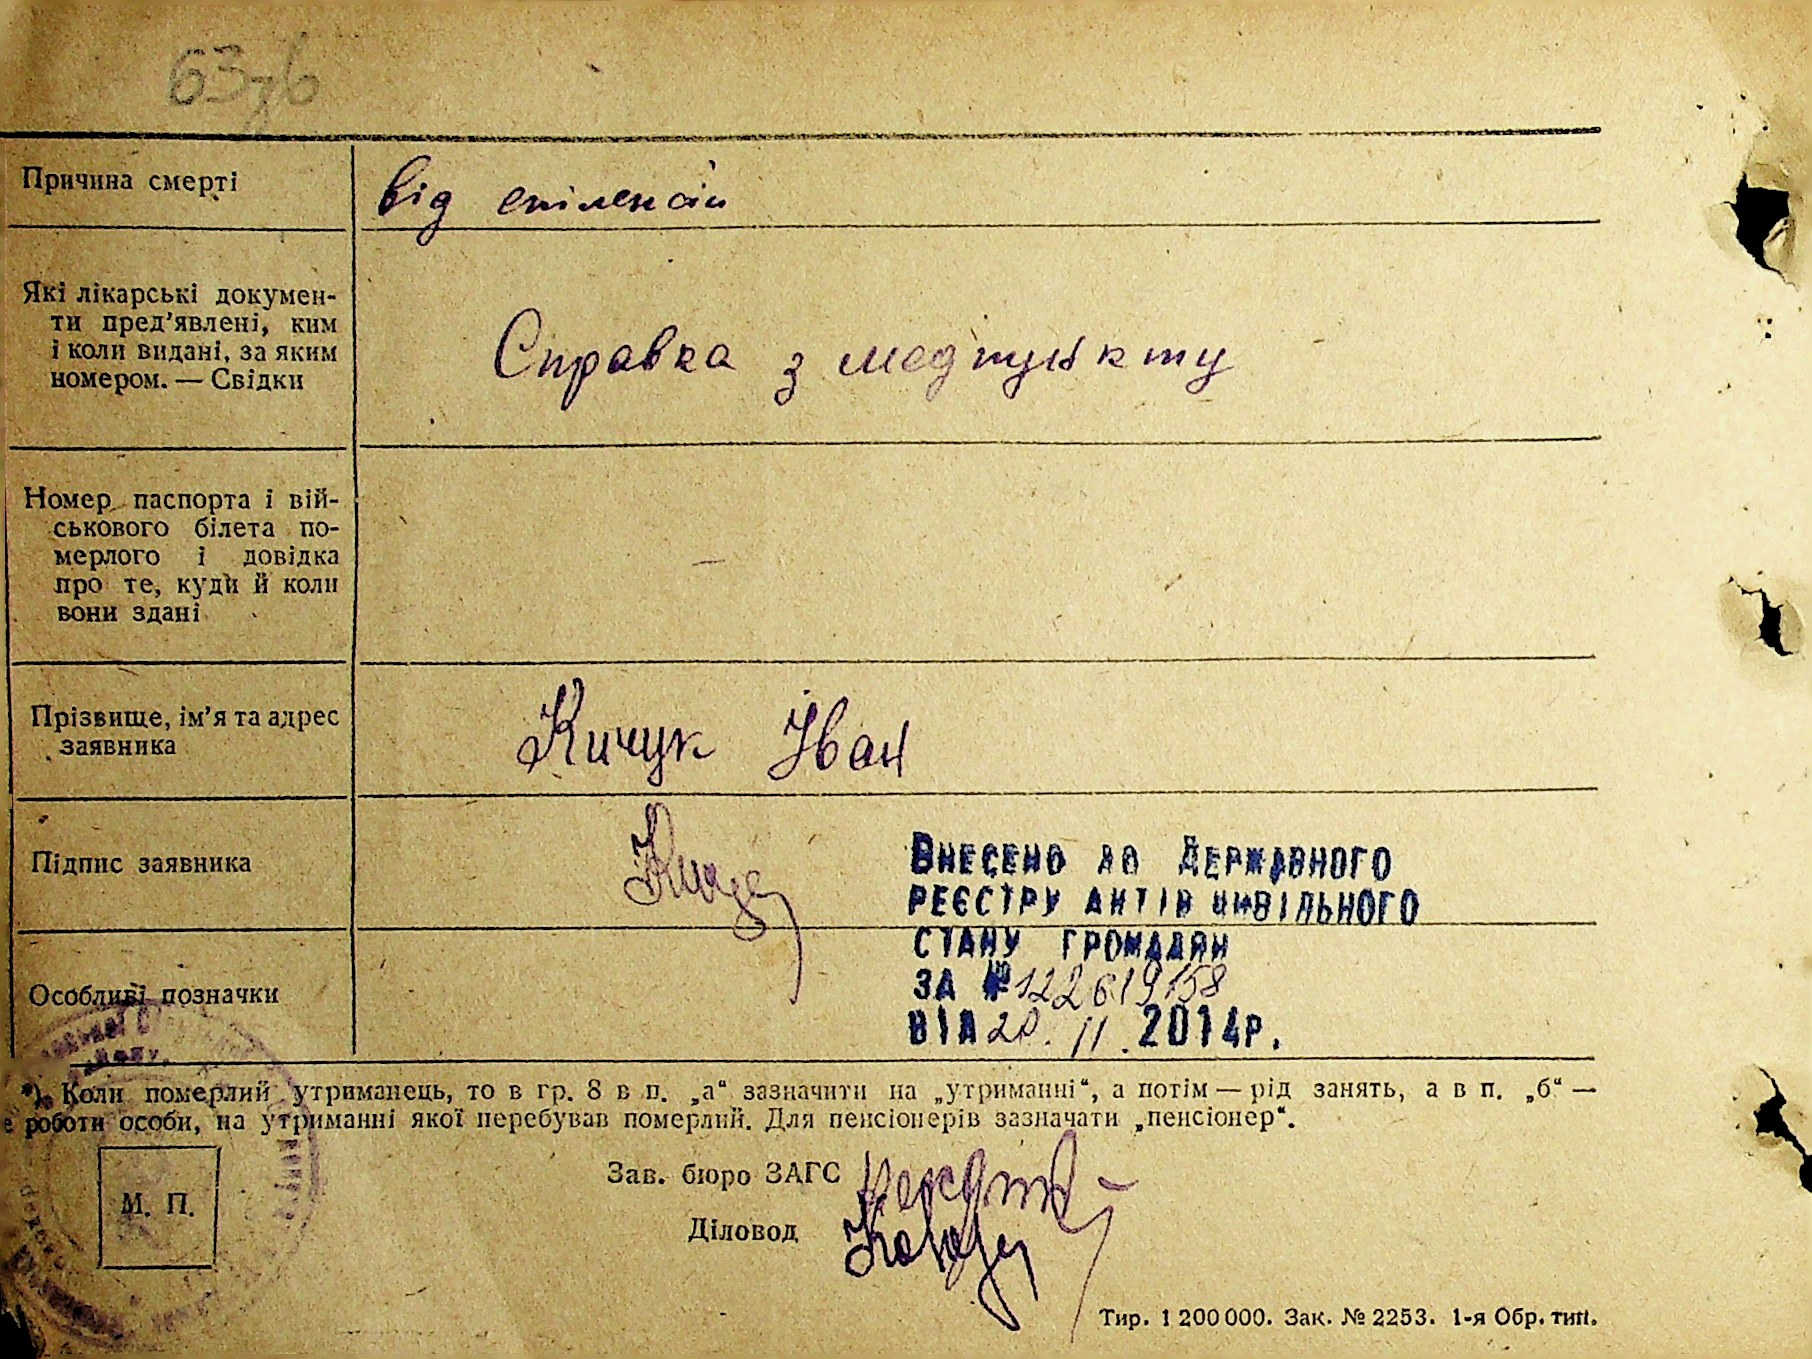 Причина смерті
від епілепсии
Які лікарські докумен-
ти пред'явлені, ким
і коли видані, за яким
номером. — Свідки
Справка з медпункту
Номер паспорта і вій-
ськового білета по-
мерлого і довідка
про те, куди й коли
вони здані
—
Прізвище, ім'я та адрес
заявника
Кичук Іван
Підпис заявника
Внесено до Державного
реєстру актів цивільного
стану громадян
за №122619158
від 20.11.2014р.
Особливі позначки
*) Коли померлий утриманець, то в гр. 8 в п. „а“ зазначити на „утриманні“, а потім — рід занять, а в п. „б“ —
е роботи особи, на утриманні якої перебував померлий. Для пенсіонерів зазначати „пенсіонер“.
Зав. бюро ЗАГС
М. П.
Діловод
Тир. 1 200 000. Зак. № 2253. 1-я Обр. тип.